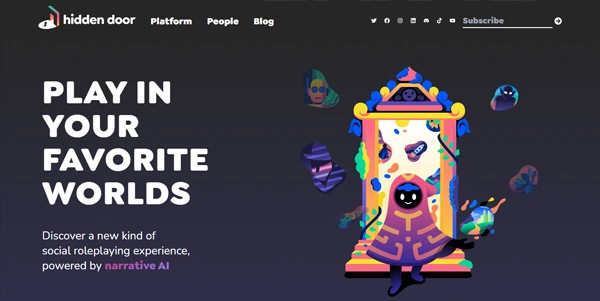 hidden door
Platform
People
Blog
Subscribe
PLAY IN
YOUR
FAVORITE
WORLDS
Discover a new kind of
social roleplaying experience,
powered by narrative AI